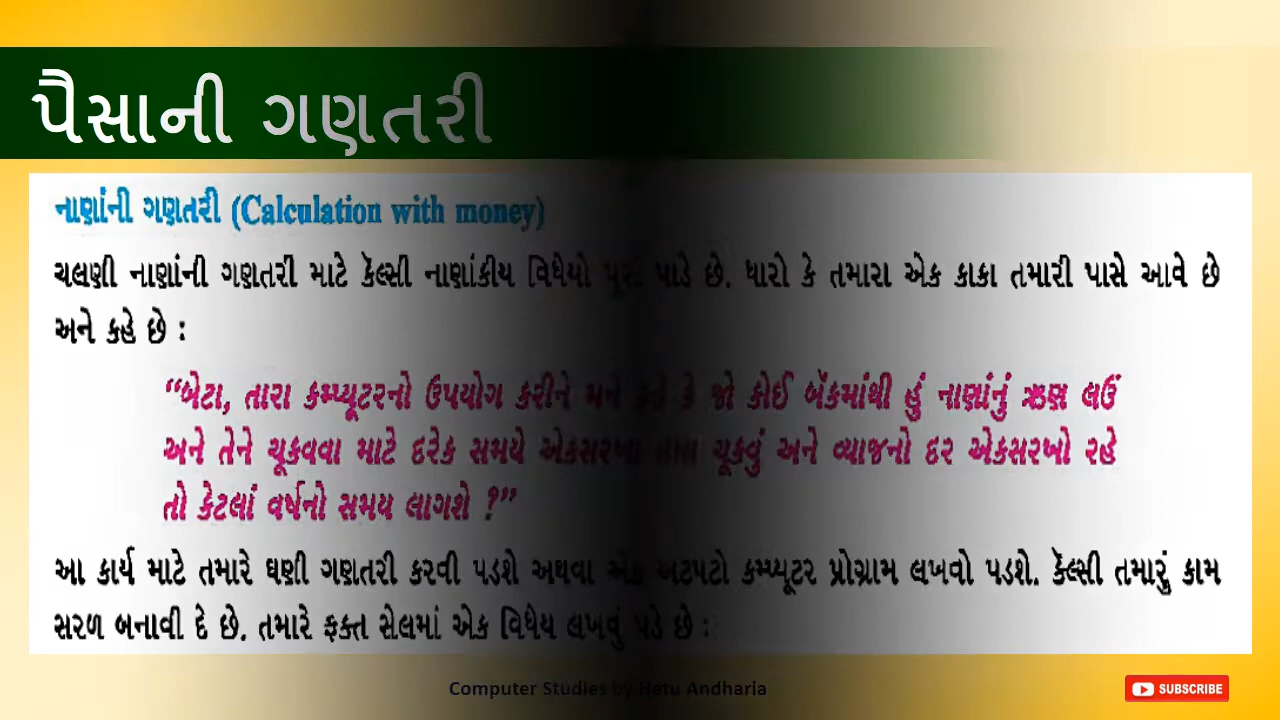 પૈસાની ગણતરી
નાણાંની ગણતરી (Calculation with money)
ચલણી નાણાંની ગણતરી માટે કૅલ્સી નાણાંકીય વિધેયો પૂરાં પાડે છે. ધારો કે તમારા એક કાકા તમારી પાસે આવે છે
અને કહે છે :
“બેટા, તારા કમ્પ્યૂટરનો ઉપયોગ કરીને મને કહે કે જો કોઈ બૅંકમાંથી હું નાણાંનું ઋણ લઉં
અને તેને ચૂકવવા માટે દરેક સમયે એકસરખા ચૂકવું અને વ્યાજનો દર એકસરખો રહે
તો કેટલાં વર્ષનો સમય લાગશે ?”
આ કાર્ય માટે તમારે ઘણી ગણતરી કરવી પડશે અથવા એક અટપટો કમ્પ્યૂટર પ્રોગ્રામ લખવો પડશે. કૅલ્સી તમારું કામ
સરળ બનાવી દે છે. તમારે ફક્ત સેલમાં એક વિધેય લખવું પડે છે :
Computer Studies by Hetu Andharia
SUBSCRIBE